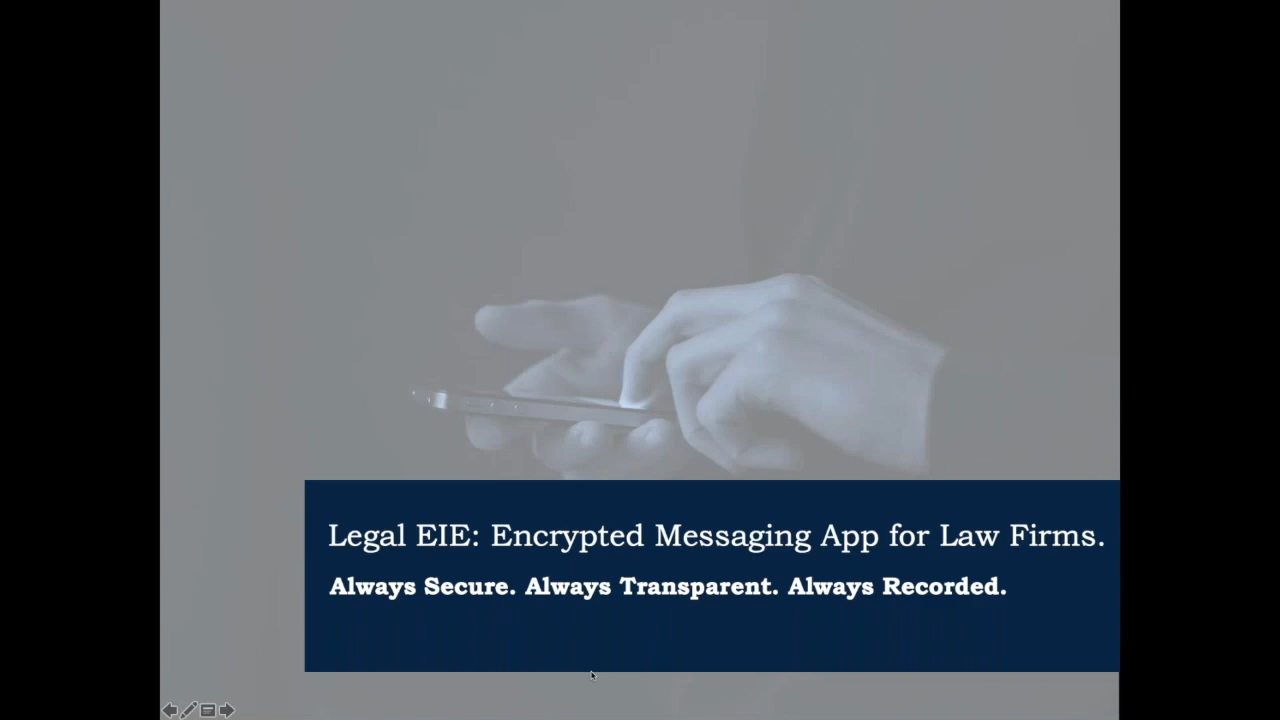 Legal EIE: Encrypted Messaging App for Law Firms.
Always Secure. Always Transparent. Always Recorded.